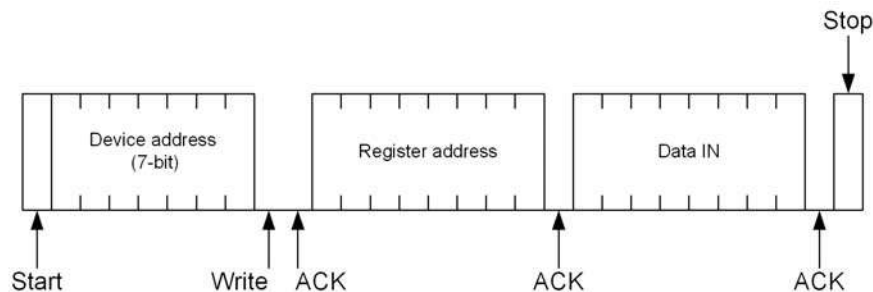 Stop
Device address
(7-bit)
Register address
Data IN
Start
Write
ACK
ACK
ACK